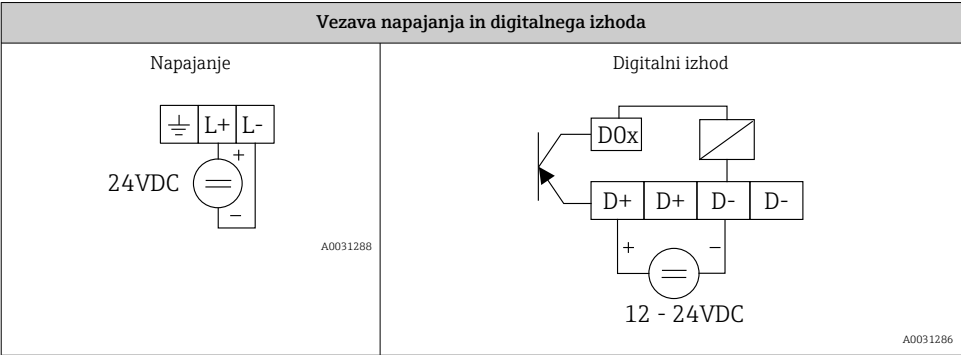 Vezava napajanja in digitalnega izhoda
Napajanje
L+ L-
+
24VDC
–
A0031288
Digitalni izhod
D0x
D+ D+ D- D-
+ –
12 - 24VDC
A0031286